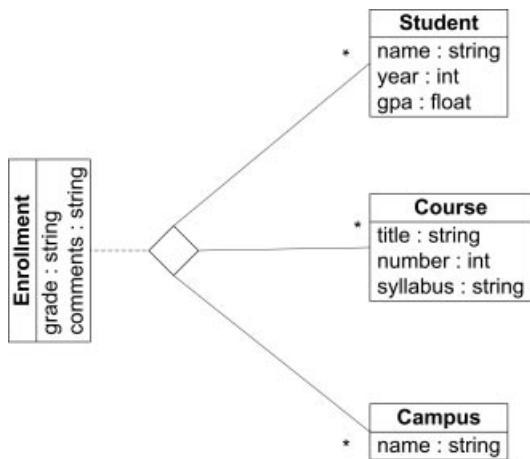 Student
* name : string
year : int
gpa : float
Enrollment
grade : string
comments : string
Course
* title : string
number : int
syllabus : string
Campus
* name : string